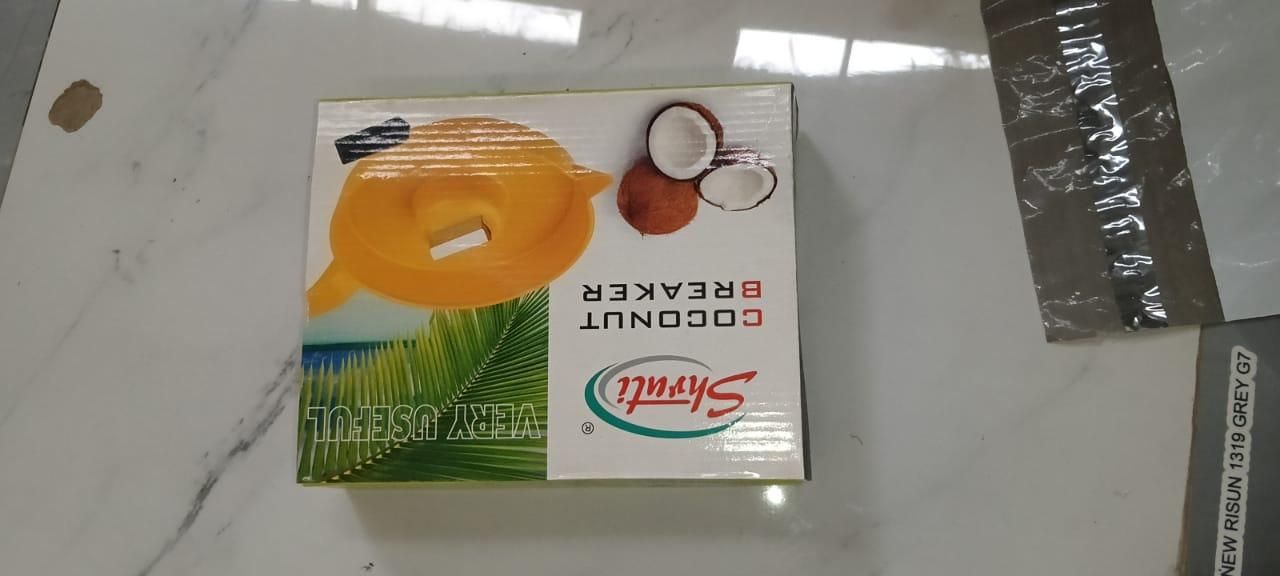 Shruti
®
COCONUT
BREAKER
VERY USEFUL
NEW RISUN 1319 GREY G7